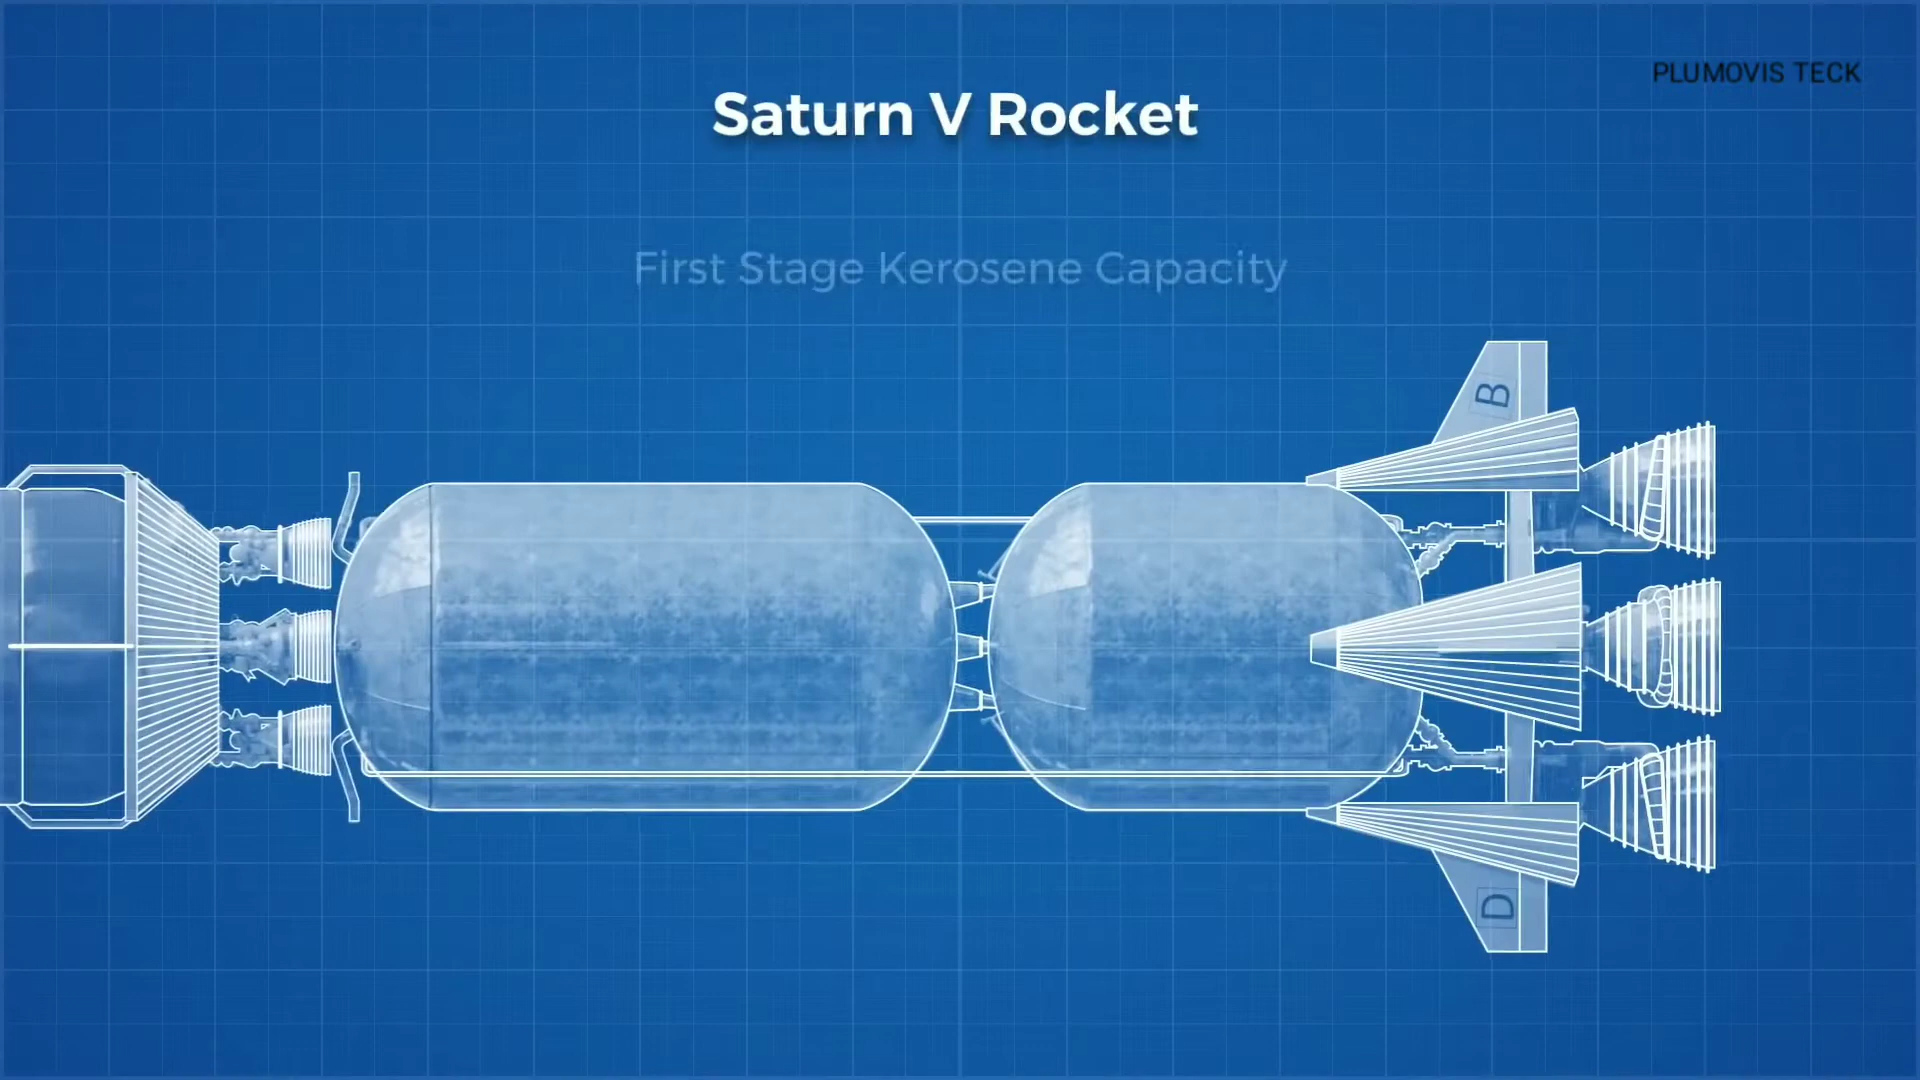 PLUMOVIS TECK
Saturn V Rocket
First Stage Kerosene Capacity
B
D